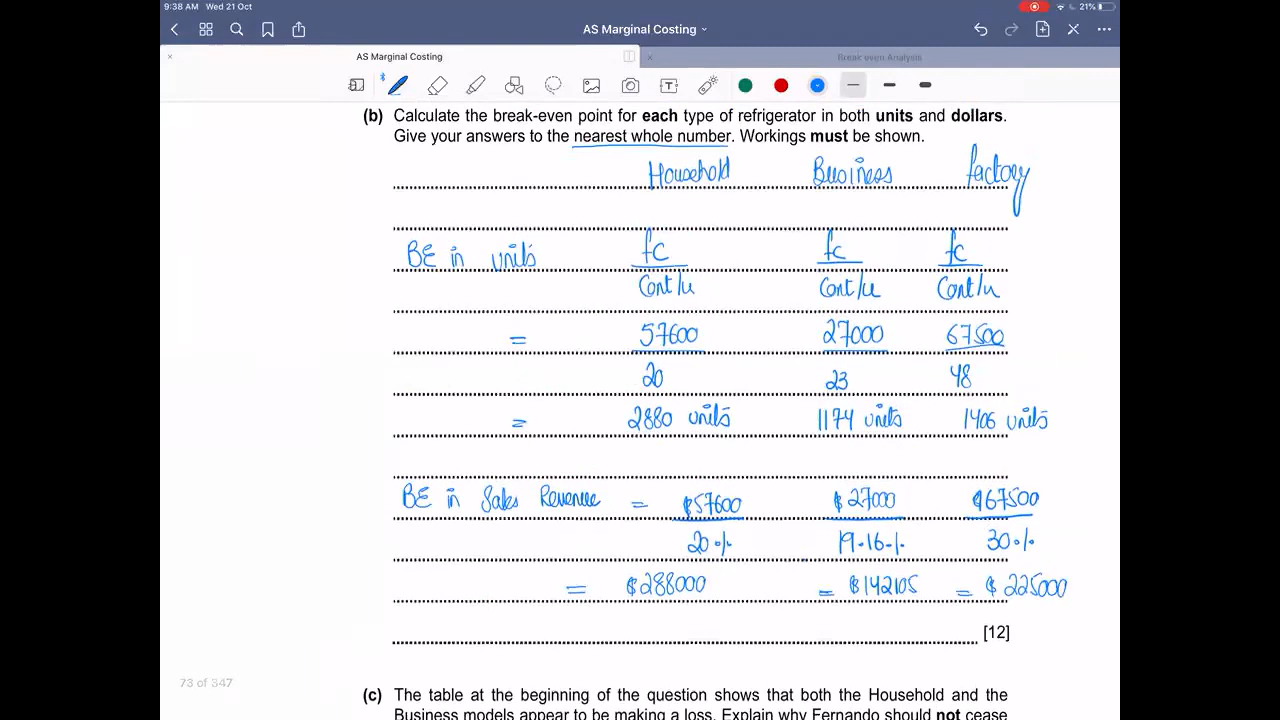 9:38 AM Wed 21 Oct
21%
AS Marginal Costing
AS Marginal Costing
Break even Analysis
(b) Calculate the break-even point for each type of refrigerator in both units and dollars.
Give your answers to the nearest whole number. Workings must be shown.
Household Business factory
BE in units fc fc fc
Cont/u Cont/u Cont/u
= 57600 27000 67500
20 23 48
= 2880 units 1174 units 1406 units
BE in Sales Revenue = $57600 $27000 $67500
20% 19.16% 30%
= $288000 = $142105 = $225000
[12]
73 of 347
(c) The table at the beginning of the question shows that both the Household and the
Business models appear to be making a loss. Explain why Fernando should not cease